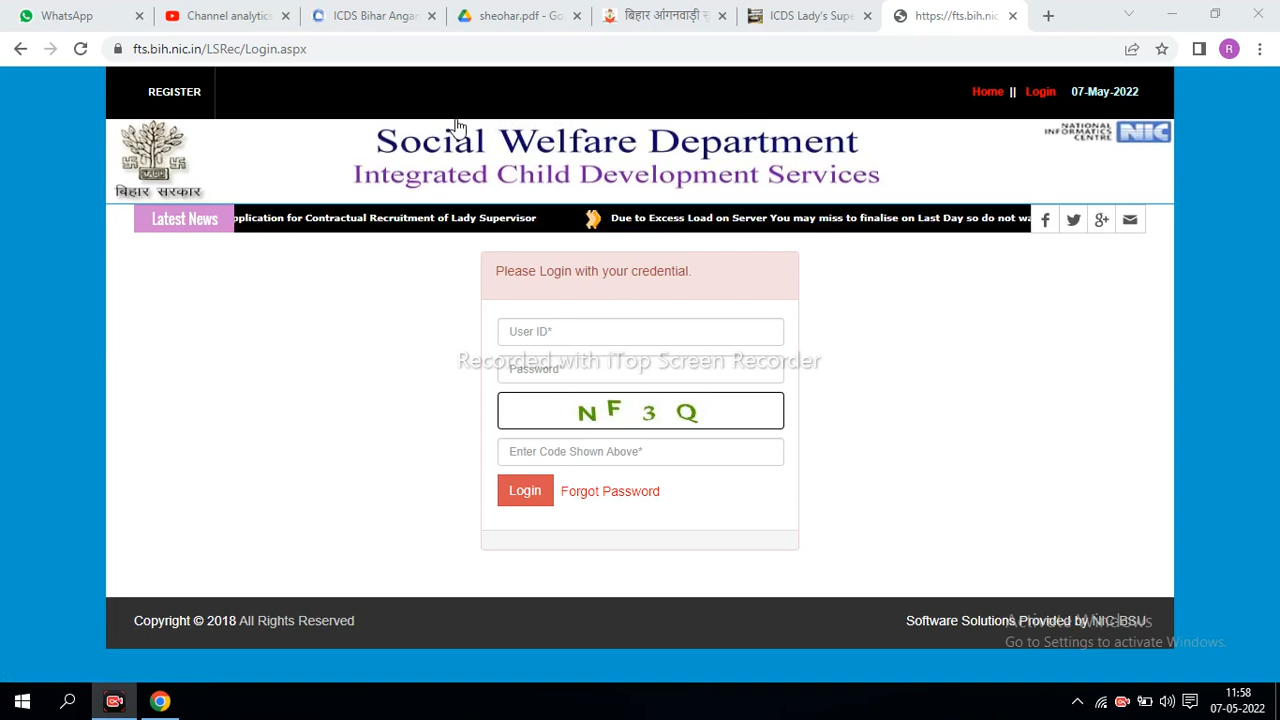 WhatsApp
Channel analytic
ICDS Bihar Angan
sheohar.pdf - Go
बिहार आंगनवाड़ी सु
ICDS Lady's Supe
https://fts.bih.nic.in
fts.bih.nic.in/LSRec/Login.aspx
R
REGISTER
Home || Login 07-May-2022
बिहार सरकार
Social Welfare Department
Integrated Child Development Services
NATIONAL INFORMATICS CENTRE NIC
Latest News
pplication for Contractual Recruitment of Lady Supervisor
Due to Excess Load on Server You may miss to finalise on Last Day so do not wa
Please Login with your credential.
User ID*
Recorded with iTop Screen Recorder
Password*
N F 3 Q
Enter Code Shown Above*
Login Forgot Password
Copyright © 2018 All Rights Reserved
Software Solutions Provided by NIC BSU
Activate Windows
Go to Settings to activate Windows.
11:58
07-05-2022